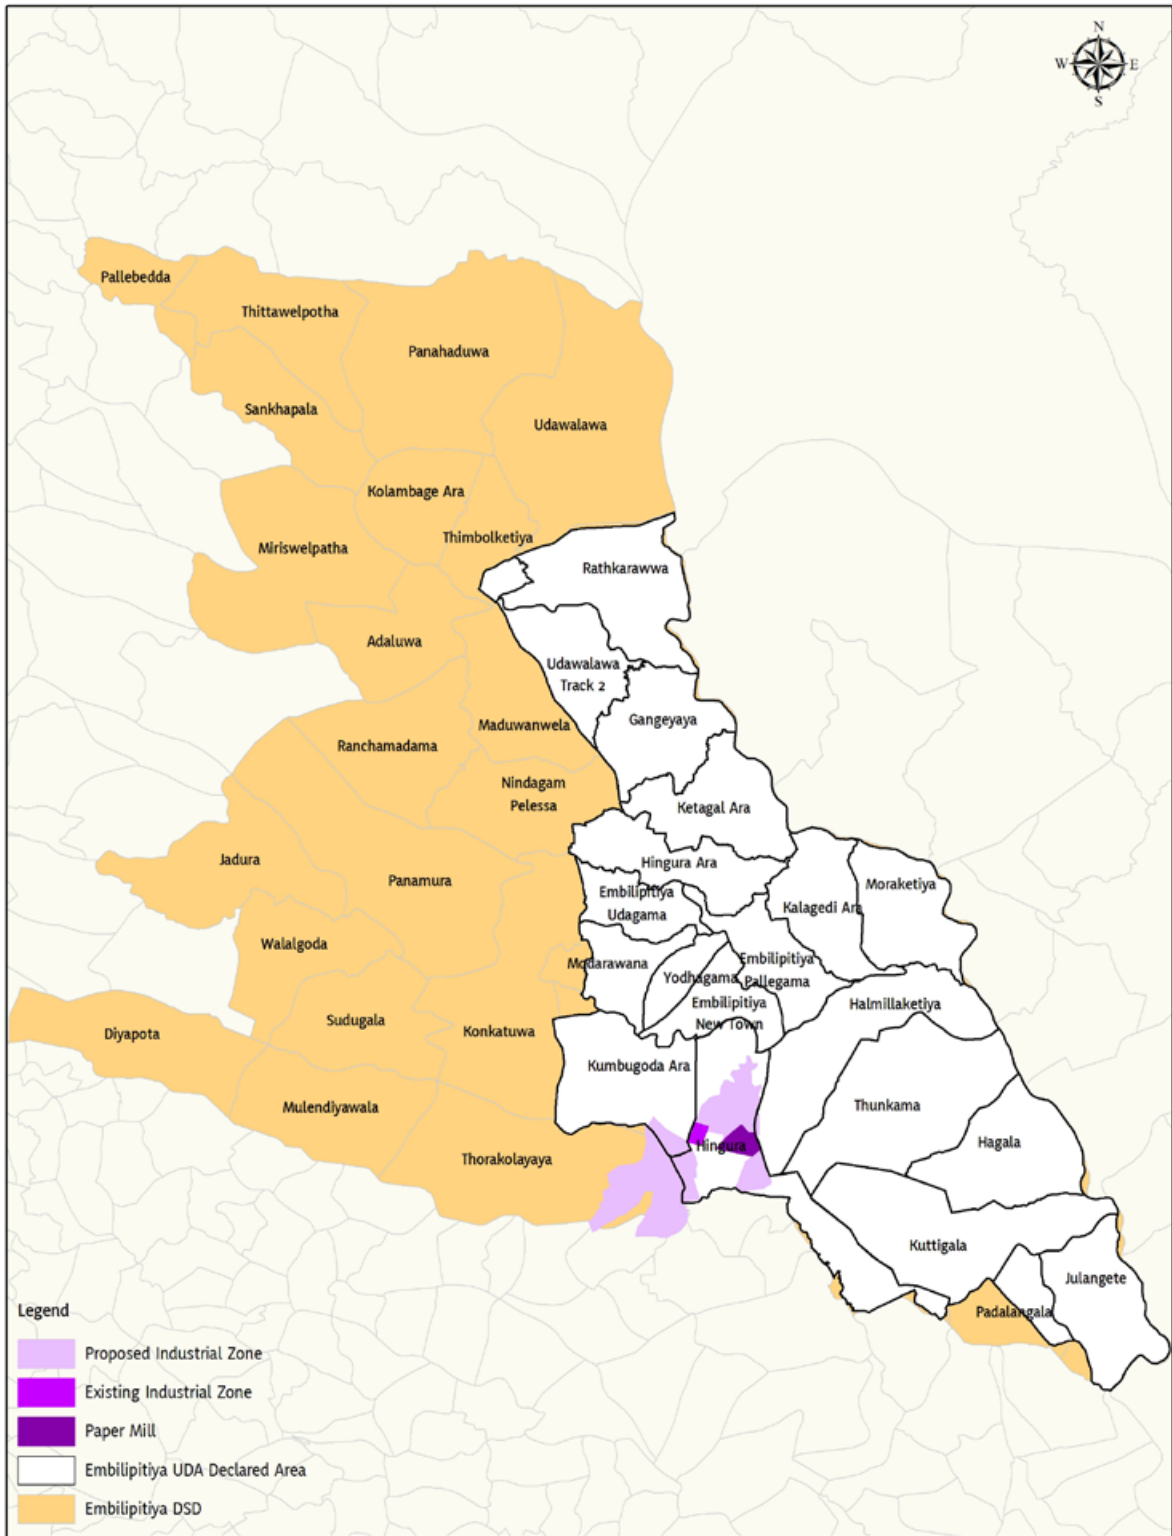 N
W E
S
Pallebedda
Thittawelpotha
Panahaduwa
Sankhapala
Udawalawa
Kolambage Ara
Thimbolketiya
Miriswelpatha
Rathkarawwa
Adaluwa
Udawalawa
Track 2
Gangeyaya
Maduwanwela
Ranchamadama
Nindagam
Pelessa
Ketagal Ara
Jadura
Hingura Ara
Panamura
Moraketiya
Embilipitiya
Udagama
Kalagedi Ara
Walalgoda
Modarawana
Embilipitiya
Pallegama
Yodhagama
Embilipitiya
New Town
Halmillaketiya
Diyapota
Sudugala
Konkatuwa
Kumbugoda Ara
Mulendiyawala
Thunkama
Hagala
Hingura
Thorakolayaya
Kuttigala
Julangete
Padalangala
Legend
Proposed Industrial Zone
Existing Industrial Zone
Paper Mill
Embilipitiya UDA Declared Area
Embilipitiya DSD